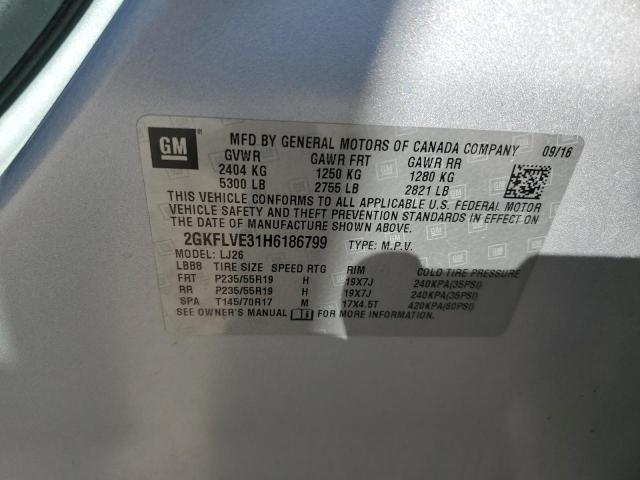 GM
MFD BY GENERAL MOTORS OF CANADA COMPANY 09/16
GVWR GAWR FRT GAWR RR
2404 KG 1250 KG 1280 KG
5300 LB 2755 LB 2821 LB
THIS VEHICLE CONFORMS TO ALL APPLICABLE U.S. FEDERAL MOTOR
VEHICLE SAFETY AND THEFT PREVENTION STANDARDS IN EFFECT ON
THE DATE OF MANUFACTURE SHOWN ABOVE.
2GKFLVE31H6186799 TYPE: M.P.V.
MODEL: LJ26
LBB8 TIRE SIZE SPEED RTG RIM COLD TIRE PRESSURE
FRT P235/55R19 H 19X7J 240KPA(35PSI)
RR P235/55R19 H 19X7J 240KPA(35PSI)
SPA T145/70R17 M 17X4.5T 420KPA(60PSI)
SEE OWNER'S MANUAL FOR MORE INFORMATION.